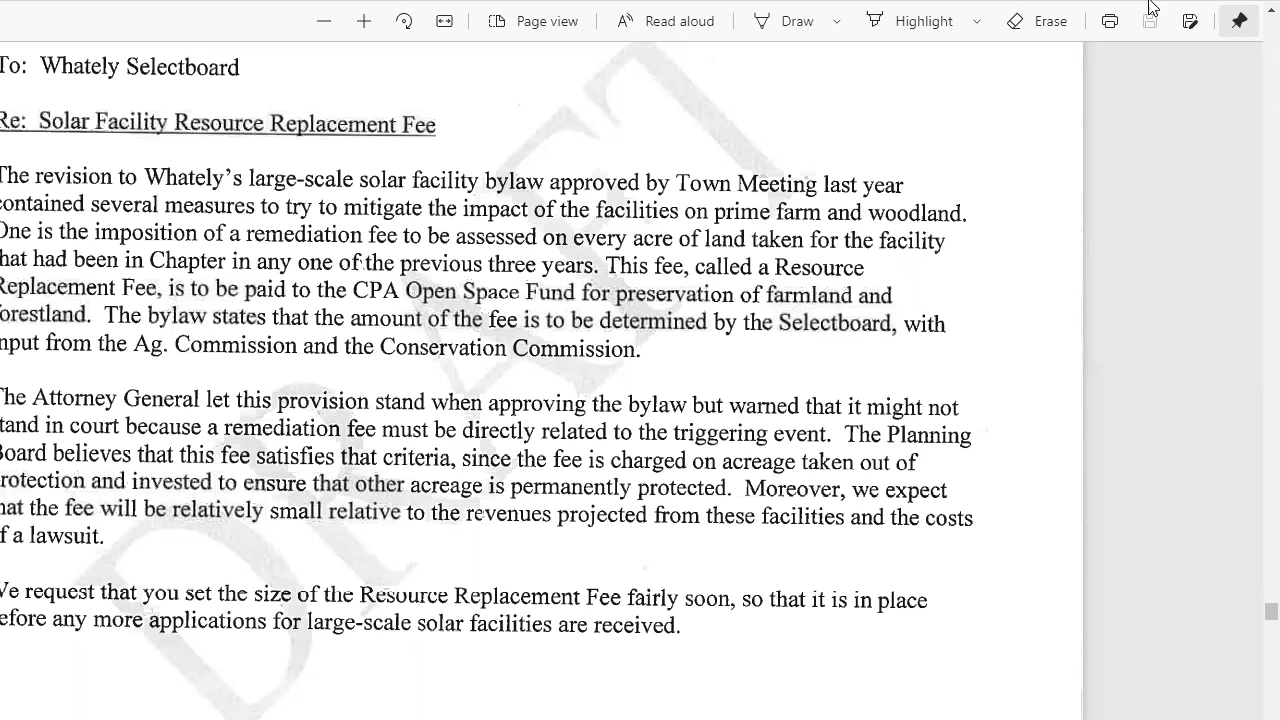 Page view
Read aloud
Draw
Highlight
Erase
To: Whately Selectboard
Re: Solar Facility Resource Replacement Fee
The revision to Whately's large-scale solar facility bylaw approved by Town Meeting last year
contained several measures to try to mitigate the impact of the facilities on prime farm and woodland.
One is the imposition of a remediation fee to be assessed on every acre of land taken for the facility
hat had been in Chapter in any one of the previous three years. This fee, called a Resource
Replacement Fee, is to be paid to the CPA Open Space Fund for preservation of farmland and
orestland. The bylaw states that the amount of the fee is to be determined by the Selectboard, with
nput from the Ag. Commission and the Conservation Commission.
The Attorney General let this provision stand when approving the bylaw but warned that it might not
tand in court because a remediation fee must be directly related to the triggering event. The Planning
Board believes that this fee satisfies that criteria, since the fee is charged on acreage taken out of
rotection and invested to ensure that other acreage is permanently protected. Moreover, we expect
hat the fee will be relatively small relative to the revenues projected from these facilities and the costs
f a lawsuit.
We request that you set the size of the Resource Replacement Fee fairly soon, so that it is in place
efore any more applications for large-scale solar facilities are received.
DRAFT